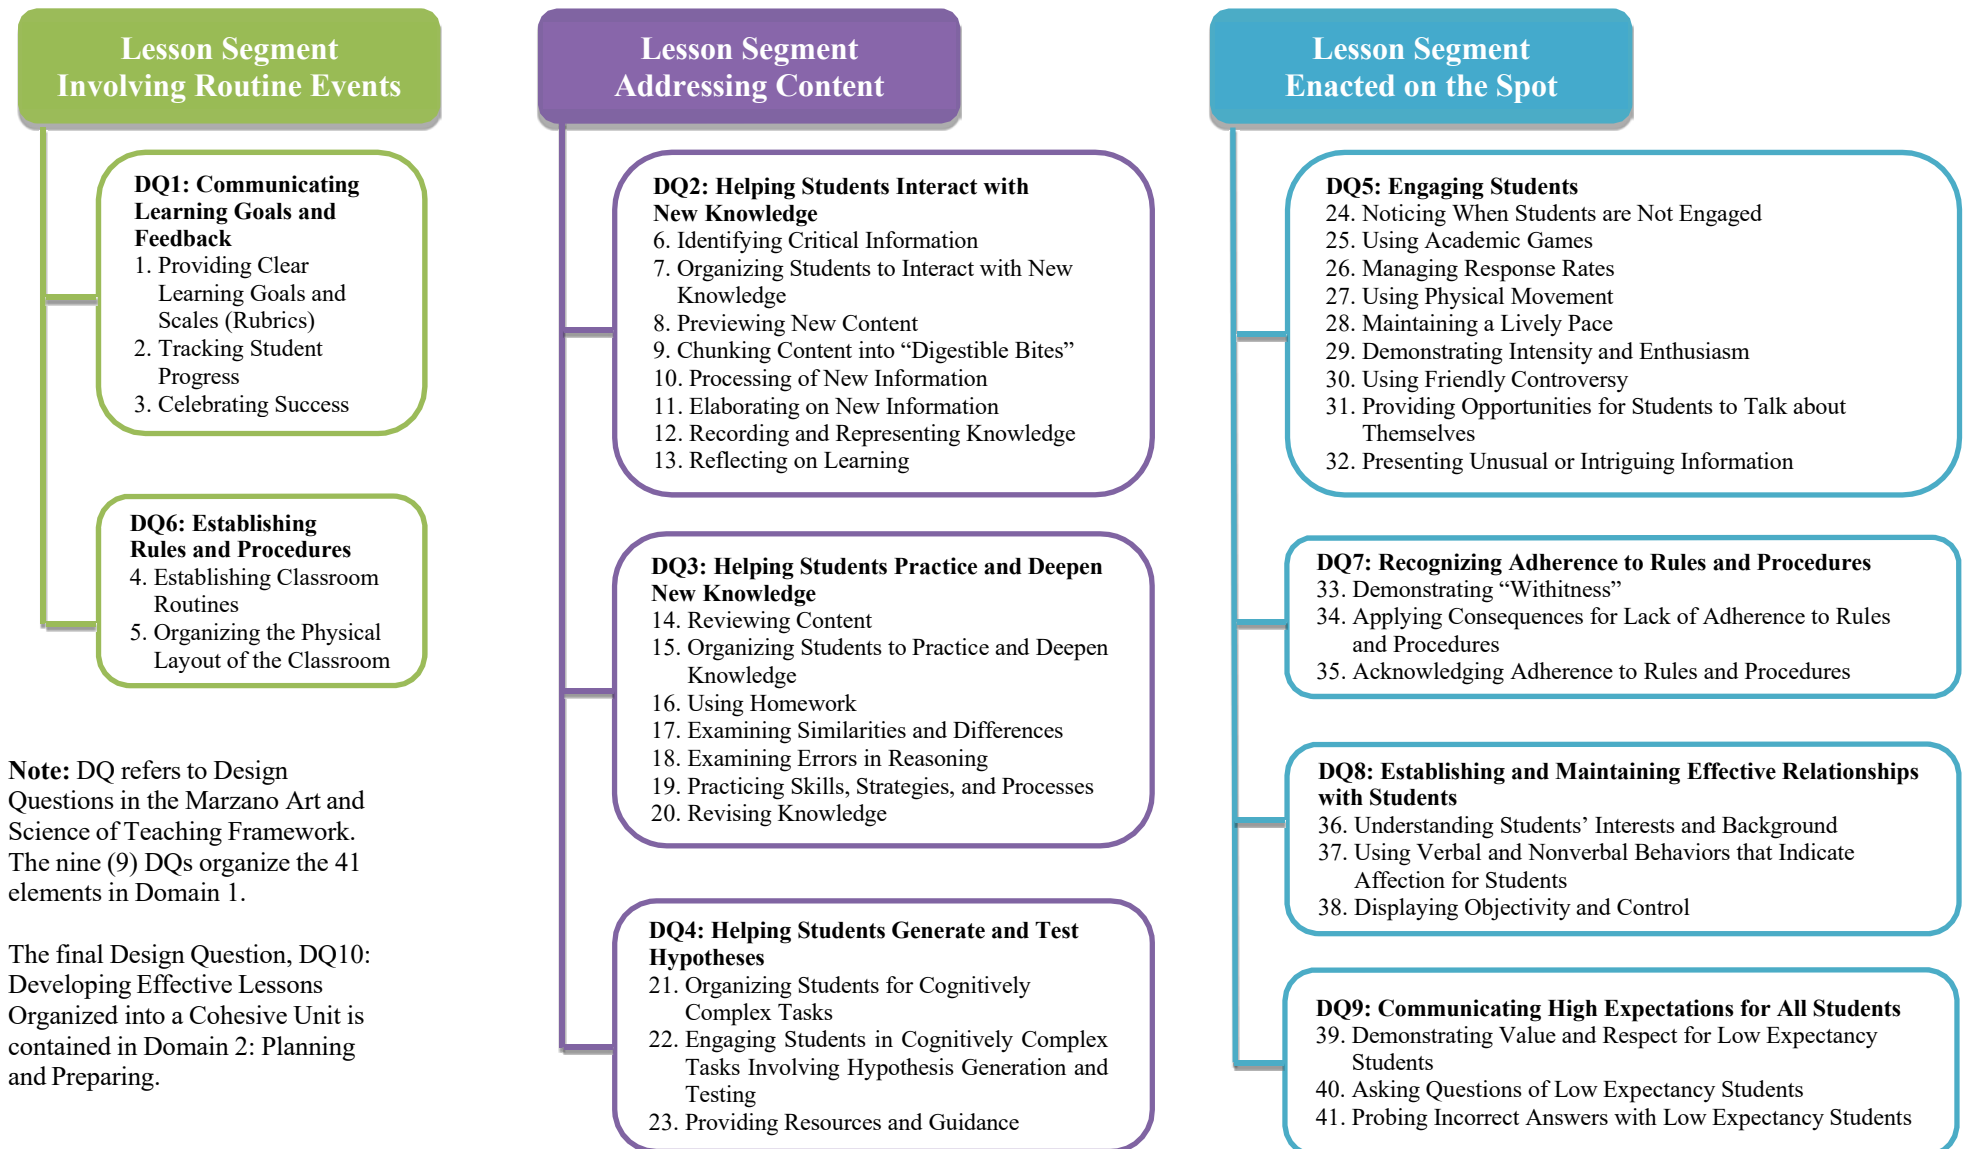 Lesson Segment
Involving Routine Events
DQ1: Communicating
Learning Goals and
Feedback
1. Providing Clear
Learning Goals and
Scales (Rubrics)
2. Tracking Student
Progress
3. Celebrating Success
DQ6: Establishing
Rules and Procedures
4. Establishing Classroom
Routines
5. Organizing the Physical
Layout of the Classroom
Note: DQ refers to Design
Questions in the Marzano Art and
Science of Teaching Framework.
The nine (9) DQs organize the 41
elements in Domain 1.
The final Design Question, DQ10:
Developing Effective Lessons
Organized into a Cohesive Unit is
contained in Domain 2: Planning
and Preparing.
Lesson Segment
Addressing Content
DQ2: Helping Students Interact with
New Knowledge
6. Identifying Critical Information
7. Organizing Students to Interact with New
Knowledge
8. Previewing New Content
9. Chunking Content into “Digestible Bites”
10. Processing of New Information
11. Elaborating on New Information
12. Recording and Representing Knowledge
13. Reflecting on Learning
DQ3: Helping Students Practice and Deepen
New Knowledge
14. Reviewing Content
15. Organizing Students to Practice and Deepen
Knowledge
16. Using Homework
17. Examining Similarities and Differences
18. Examining Errors in Reasoning
19. Practicing Skills, Strategies, and Processes
20. Revising Knowledge
DQ4: Helping Students Generate and Test
Hypotheses
21. Organizing Students for Cognitively
Complex Tasks
22. Engaging Students in Cognitively Complex
Tasks Involving Hypothesis Generation and
Testing
23. Providing Resources and Guidance
Lesson Segment
Enacted on the Spot
DQ5: Engaging Students
24. Noticing When Students are Not Engaged
25. Using Academic Games
26. Managing Response Rates
27. Using Physical Movement
28. Maintaining a Lively Pace
29. Demonstrating Intensity and Enthusiasm
30. Using Friendly Controversy
31. Providing Opportunities for Students to Talk about
Themselves
32. Presenting Unusual or Intriguing Information
DQ7: Recognizing Adherence to Rules and Procedures
33. Demonstrating “Withitness”
34. Applying Consequences for Lack of Adherence to Rules
and Procedures
35. Acknowledging Adherence to Rules and Procedures
DQ8: Establishing and Maintaining Effective Relationships
with Students
36. Understanding Students’ Interests and Background
37. Using Verbal and Nonverbal Behaviors that Indicate
Affection for Students
38. Displaying Objectivity and Control
DQ9: Communicating High Expectations for All Students
39. Demonstrating Value and Respect for Low Expectancy
Students
40. Asking Questions of Low Expectancy Students
41. Probing Incorrect Answers with Low Expectancy Students